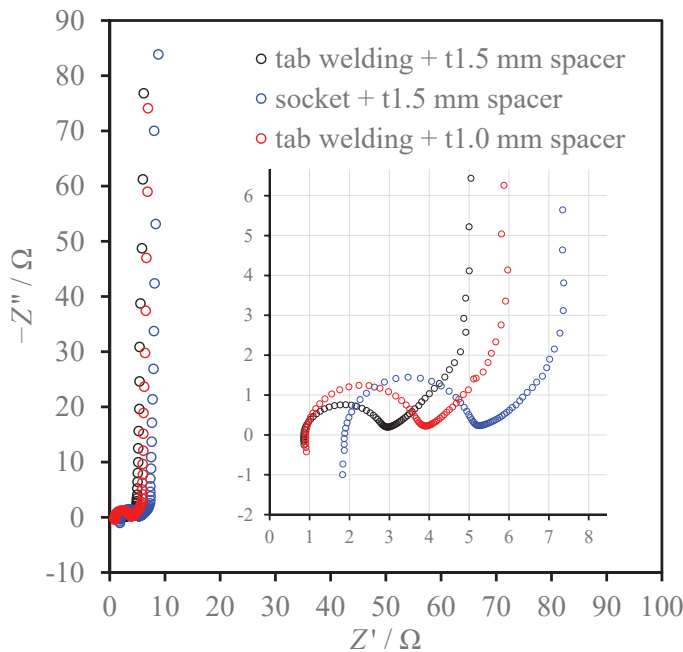 90
80
70
60
50
40
30
20
10
0
-10
−Z" / Ω
tab welding + t1.5 mm spacer
socket + t1.5 mm spacer
tab welding + t1.0 mm spacer
6
5
4
3
2
1
0
-1
-2
0 1 2 3 4 5 6 7 8
0 10 20 30 40 50 60 70 80 90 100
Z' / Ω